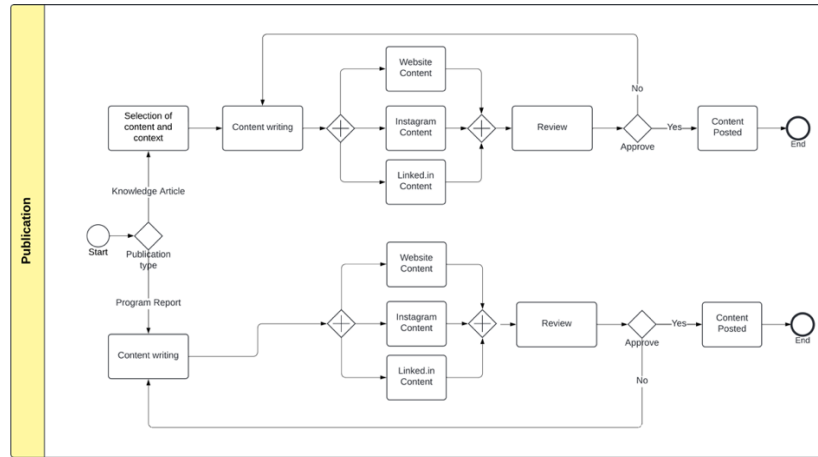 Publication
No
Website
Content
Selection of
content and
context
Content writing
Instagram
Content
Review
Yes
Content
Posted
Approve
End
Linked.in
Content
Knowledge Article
Start
Publication
type
Website
Content
Program Report
Instagram
Content
Review
Yes
Content
Posted
Approve
End
Content writing
Linked.in
Content
No